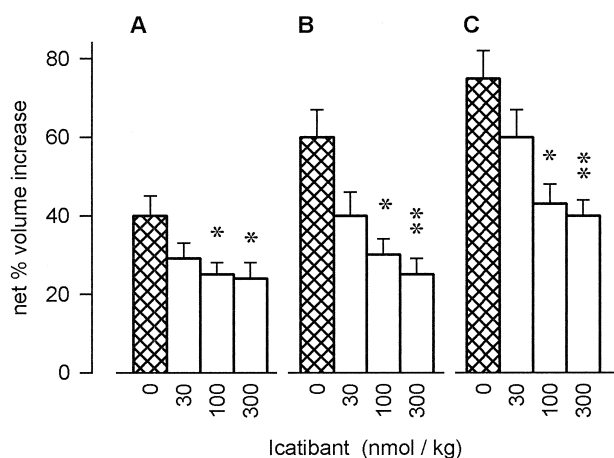 A B C
net % volume increase
80
60
40
20
0
* * * ** * **
0 30 100 300 0 30 100 300 0 30 100 300
Icatibant (nmol / kg)